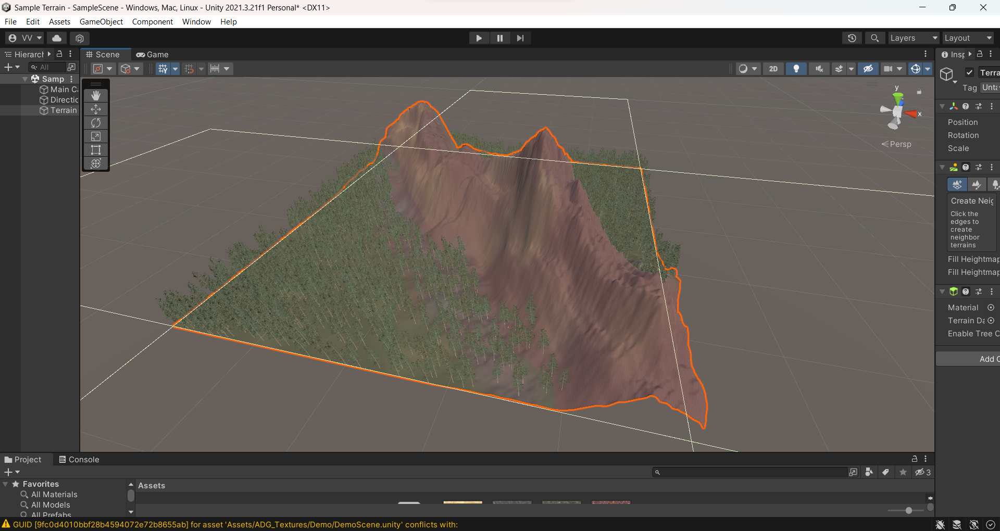 Sample Terrain - SampleScene - Windows, Mac, Linux - Unity 2021.3.21f1 Personal* <DX11>
File Edit Assets GameObject Component Window Help
VV Layers Layout
Hierarch Scene Game Insp
All 2D
Samp
Main Ca
Directio
Terrain
y
x
Persp
Terra
Tag Unta
Position
Rotation
Scale
Create Neig
Click the
edges to
create
neighbor
terrains
Fill Heightmap
Fill Heightmap
Material
Terrain Da
Enable Tree C
Add C
Project Console
3
Favorites
All Materials
All Models
All Prefabs
Assets
GUID [9fc0d4010bbf28b4594072e72b8655ab] for asset 'Assets/ADG_Textures/Demo/DemoScene.unity' conflicts with: